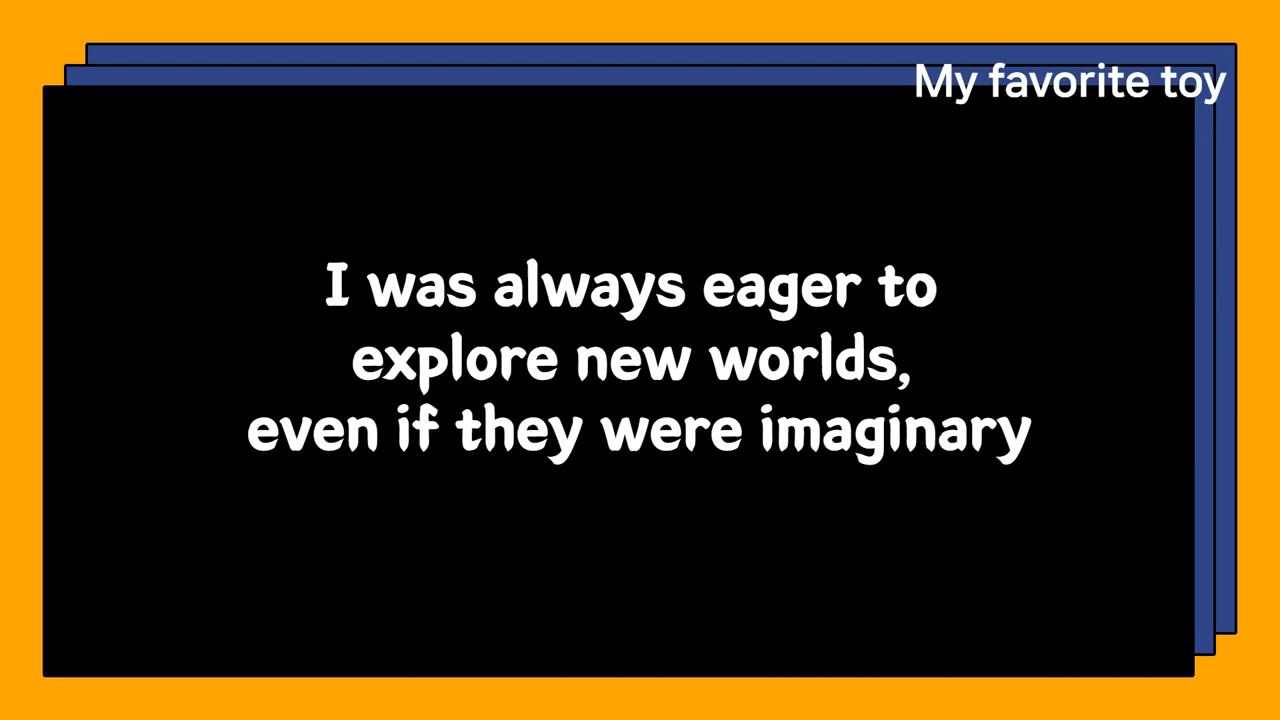 My favorite toy
I was always eager to
explore new worlds,
even if they were imaginary